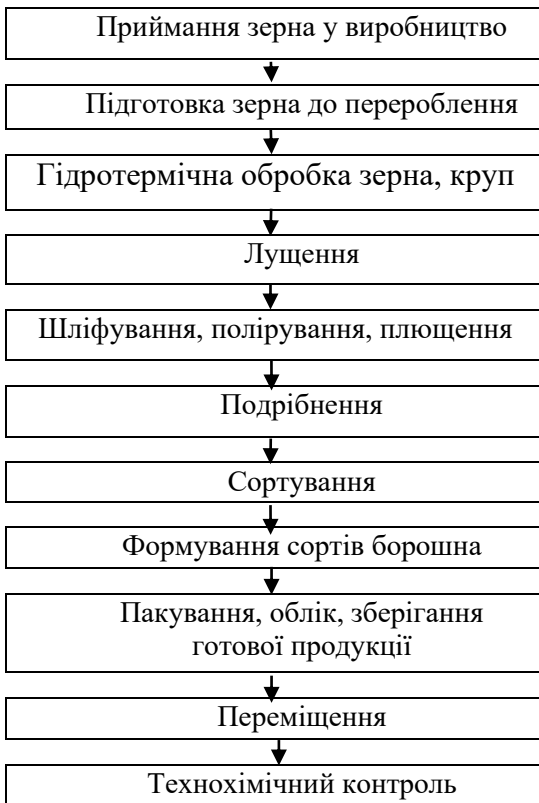 Приймання зерна у виробництво
Підготовка зерна до перероблення
Гідротермічна обробка зерна, круп
Лущення
Шліфування, полірування, плющення
Подрібнення
Сортування
Формування сортів борошна
Пакування, облік, зберігання
готової продукції
Переміщення
Технохімічний контроль